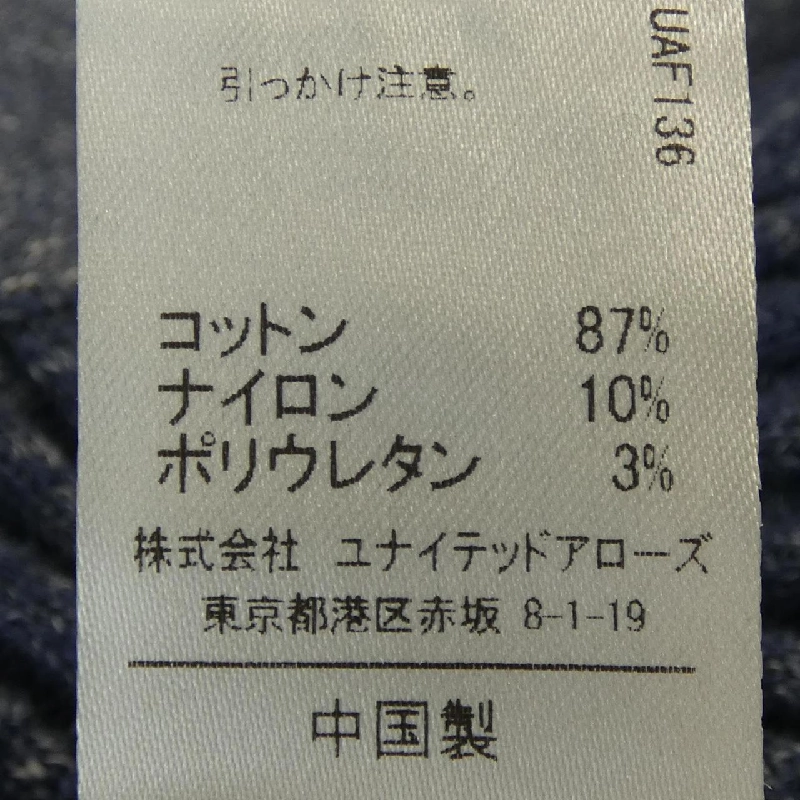 引っかけ注意。
UAF136
コットン 87%
ナイロン 10%
ポリウレタン 3%
株式会社 ユナイテッドアローズ
東京都港区赤坂 8-1-19
中国製